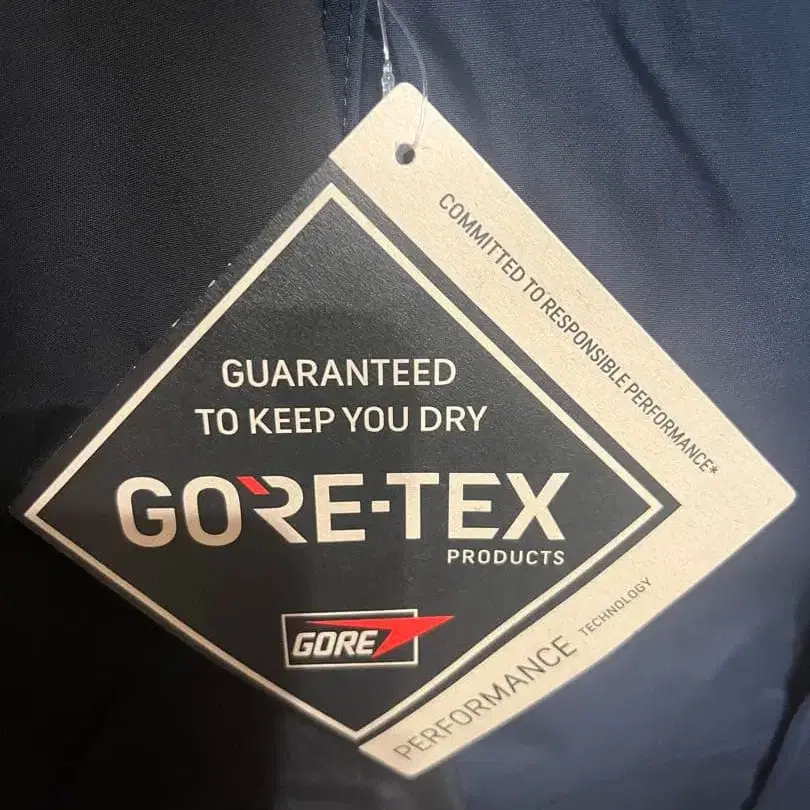 COMMITTED TO RESPONSIBLE PERFORMANCE*
GUARANTEED
TO KEEP YOU DRY
GORE-TEX
PRODUCTS
GORE
PERFORMANCE TECHNOLOGY